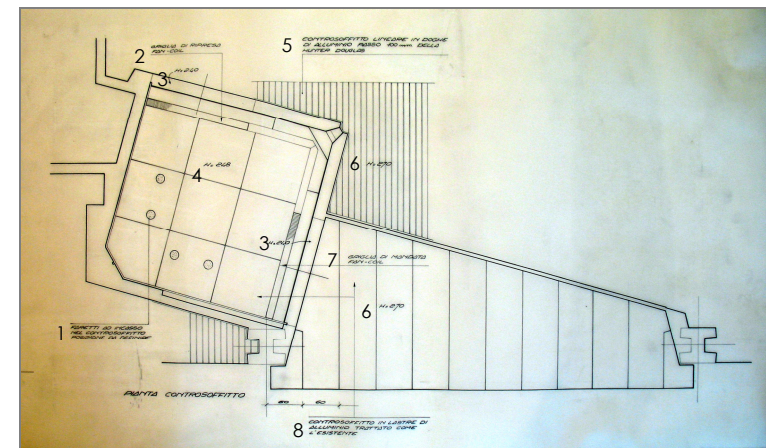 5 CONTROSOFFITTO LINEARE IN DOGHE
DI ALLUMINIO PASSO 100 mm. DELLA
HUNTER DOUGLAS
2 GRIGLIA DI RIPRESA
FAN-COIL
3 H=240
4 H=268
6 H=270
3 H=240
7 GRIGLIA DI MANDATA
FAN-COIL
6 H=270
1 FARETTI AD INCASSO
NEL CONTROSOFFITTO
POSIZIONE DA DEFINIRE
PIANTA CONTROSOFFITTO
60
8 CONTROSOFFITTO IN LASTRE DI
ALLUMINIO TRATTATO COME
L'ESISTENTE